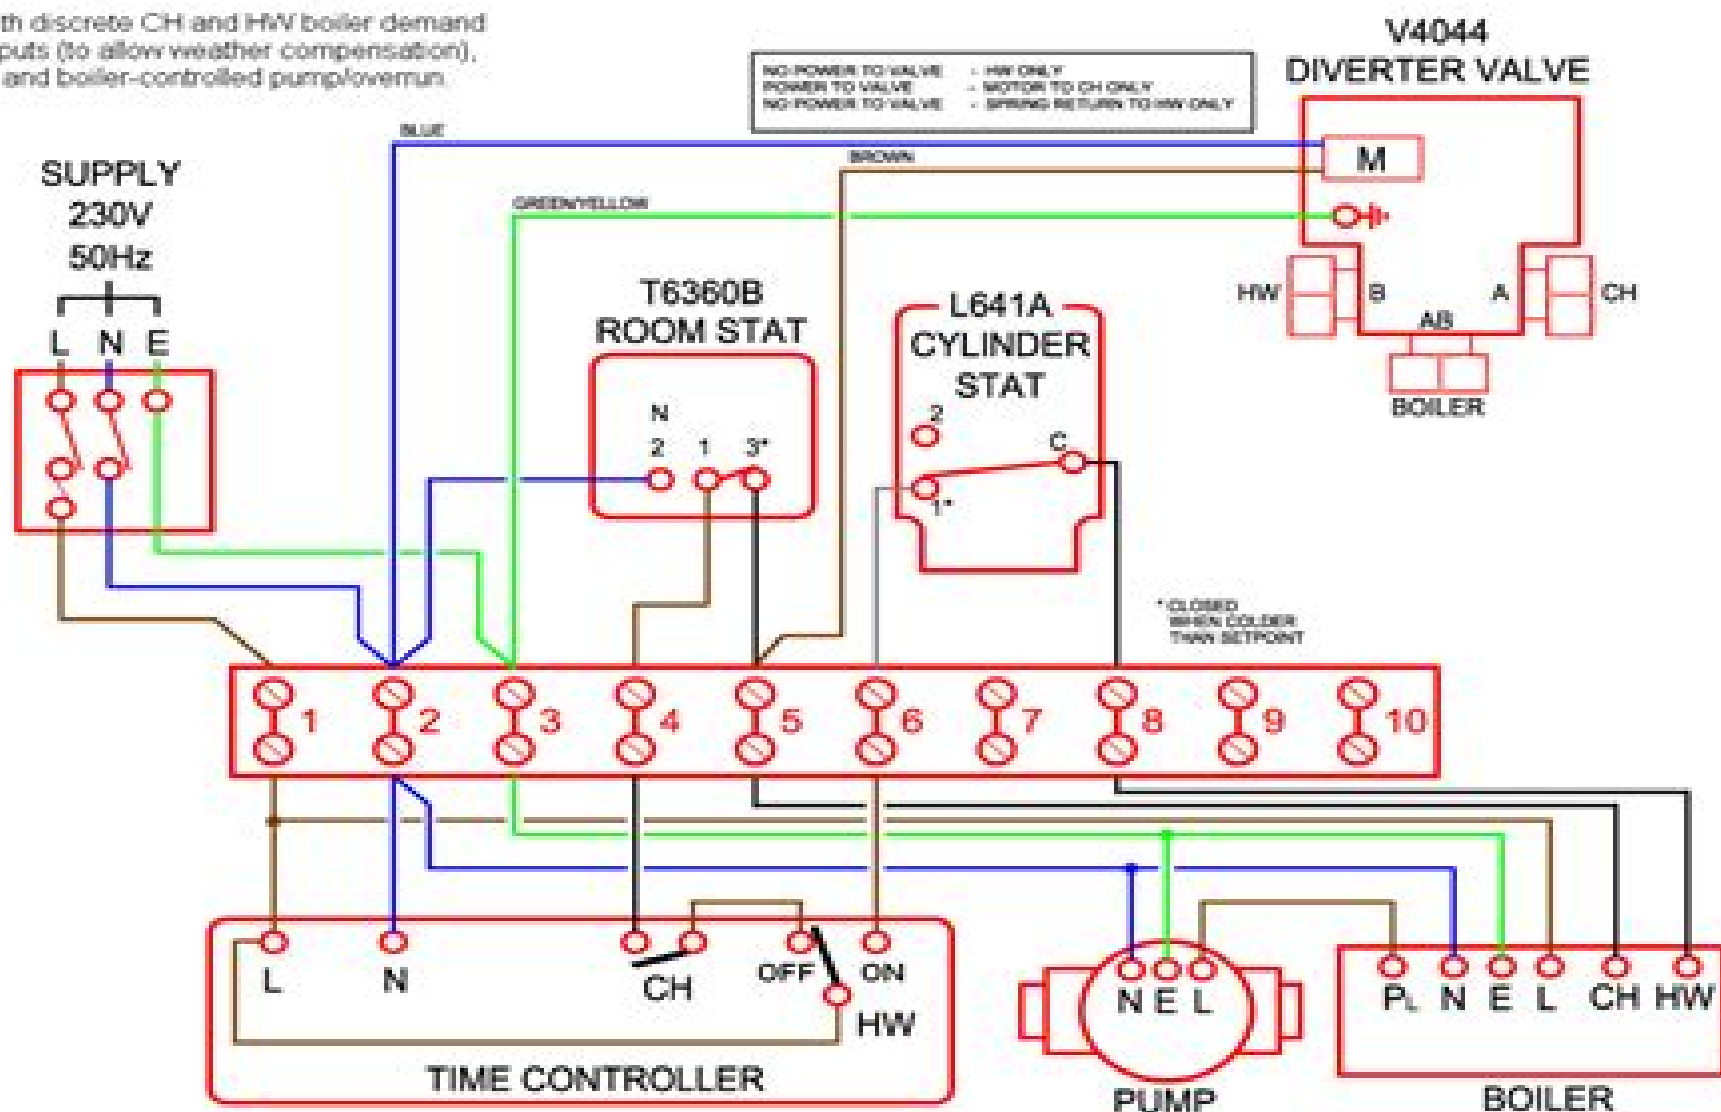 th discrete CH and HW boiler demand
puts (to allow weather compensation),
and boiler-controlled pump/overrun.
NO POWER TO VALVE - HW ONLY
POWER TO VALVE - MOTOR TO CH ONLY
NO POWER TO VALVE - SPRING RETURN TO HW ONLY
V4044
DIVERTER VALVE
BLUE
BROWN
GREEN/YELLOW
M
HW
B
A
CH
AB
BOILER
SUPPLY
230V
50Hz
L N E
T6360B
ROOM STAT
N
2 1 3*
L641A
CYLINDER
STAT
2
C
1*
* CLOSED
WHEN COLDER
THAN SETPOINT
1 2 3 4 5 6 7 8 9 10
L N CH OFF ON
HW
TIME CONTROLLER
N E L
PUMP
PL N E L CH HW
BOILER